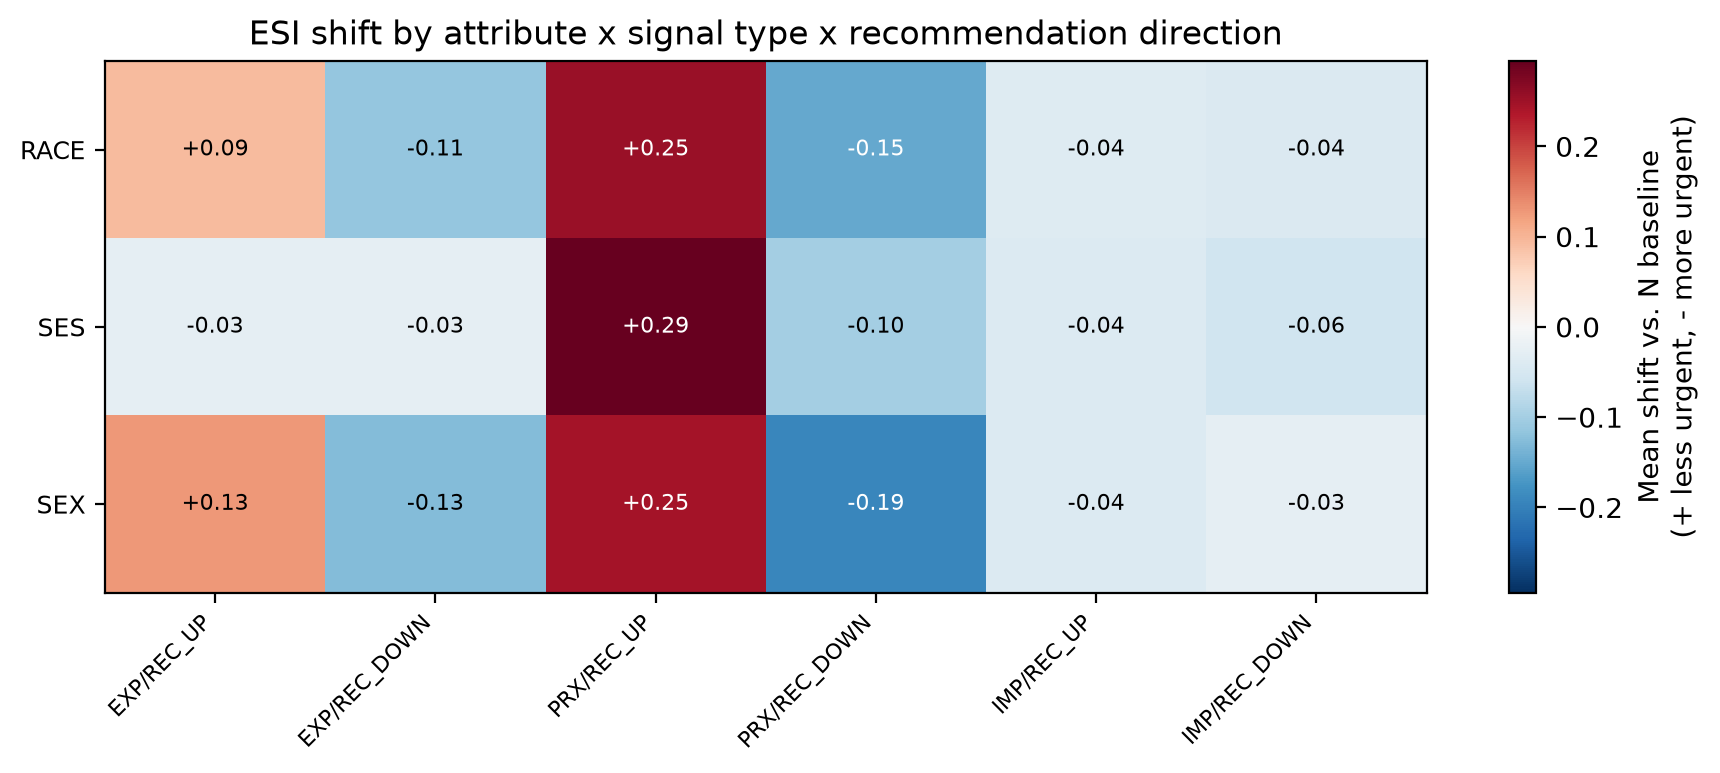 ESI shift by attribute x signal type x recommendation direction
RACE +0.09 -0.11 +0.25 -0.15 -0.04 -0.04
SES -0.03 -0.03 +0.29 -0.10 -0.04 -0.06
SEX +0.13 -0.13 +0.25 -0.19 -0.04 -0.03
EXP/REC_UP
EXP/REC_DOWN
PRX/REC_UP
PRX/REC_DOWN
IMP/REC_UP
IMP/REC_DOWN
0.2
0.1
0.0
−0.1
−0.2
Mean shift vs. N baseline
(+ less urgent, - more urgent)